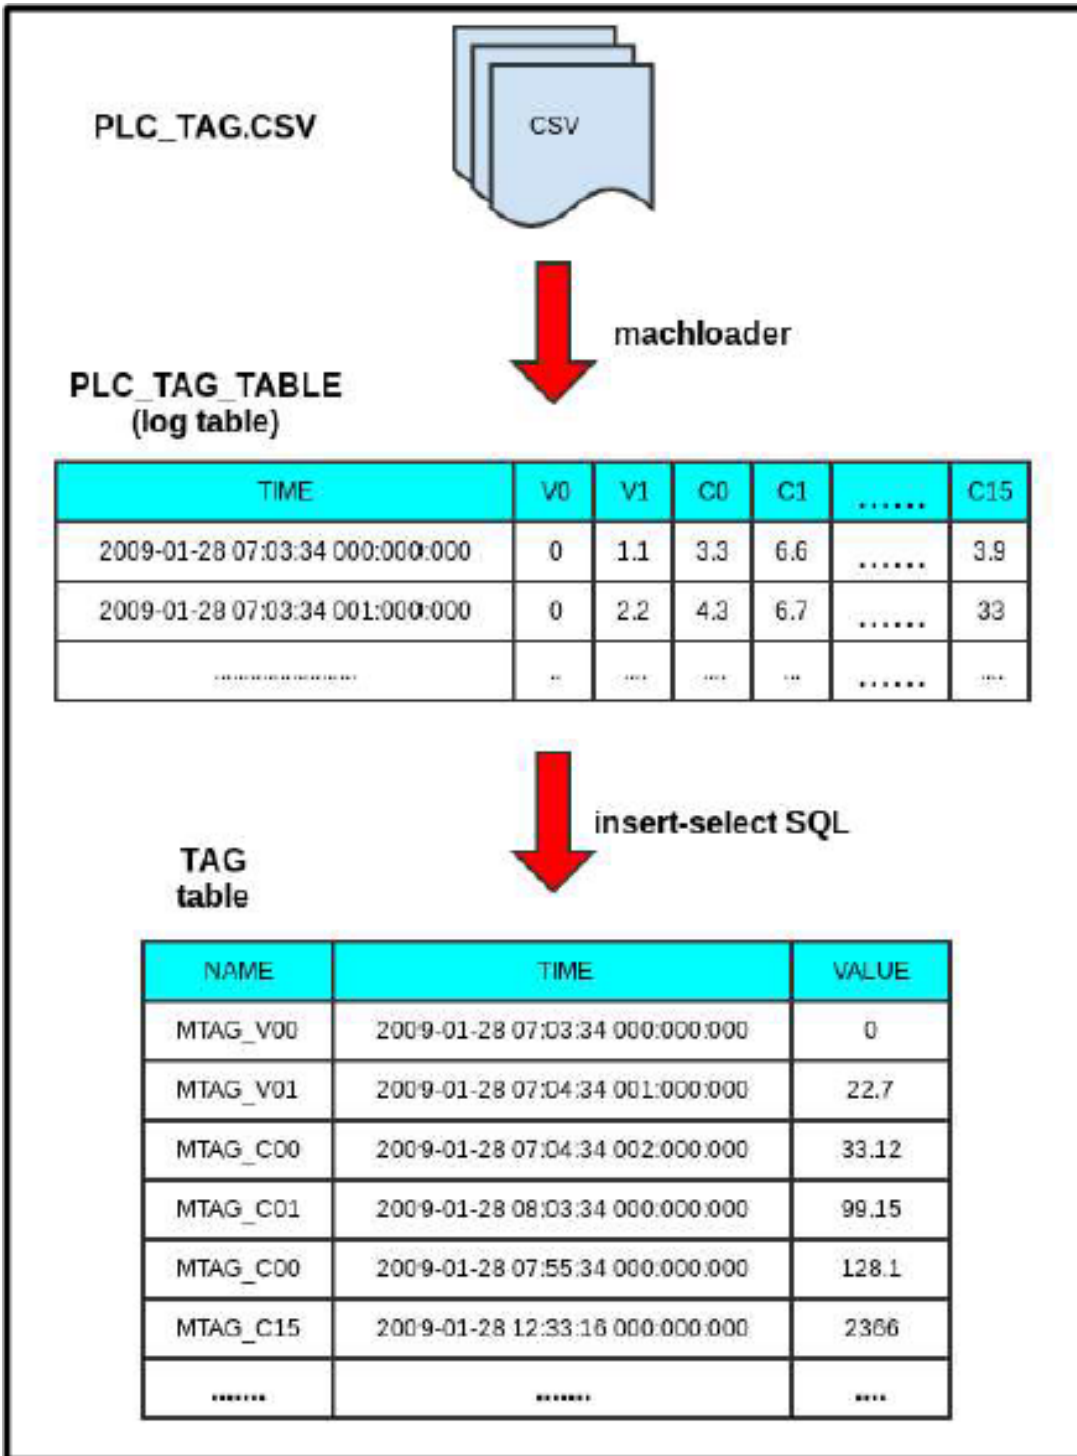 CSV
PLC_TAG.CSV
machloader
PLC_TAG_TABLE
(log table)
TIME V0 V1 C0 C1 ...... C15
2009-01-28 07:03:34 000:000:000 0 1.1 3.3 6.6 ...... 3.9
2009-01-28 07:03:34 001:000:000 0 2.2 4.3 6.7 ...... 33
.......................... .. .... .... ... ...... ....
insert-select SQL
TAG
table
NAME TIME VALUE
MTAG_V00 2009-01-28 07:03:34 000:000:000 0
MTAG_V01 2009-01-28 07:04:34 001:000:000 22.7
MTAG_C00 2009-01-28 07:04:34 002:000:000 33.12
MTAG_C01 2009-01-28 08:03:34 000:000:000 99.15
MTAG_C00 2009-01-28 07:55:34 000:000:000 128.1
MTAG_C15 2009-01-28 12:33:16 000:000:000 2366
....... ....... ....